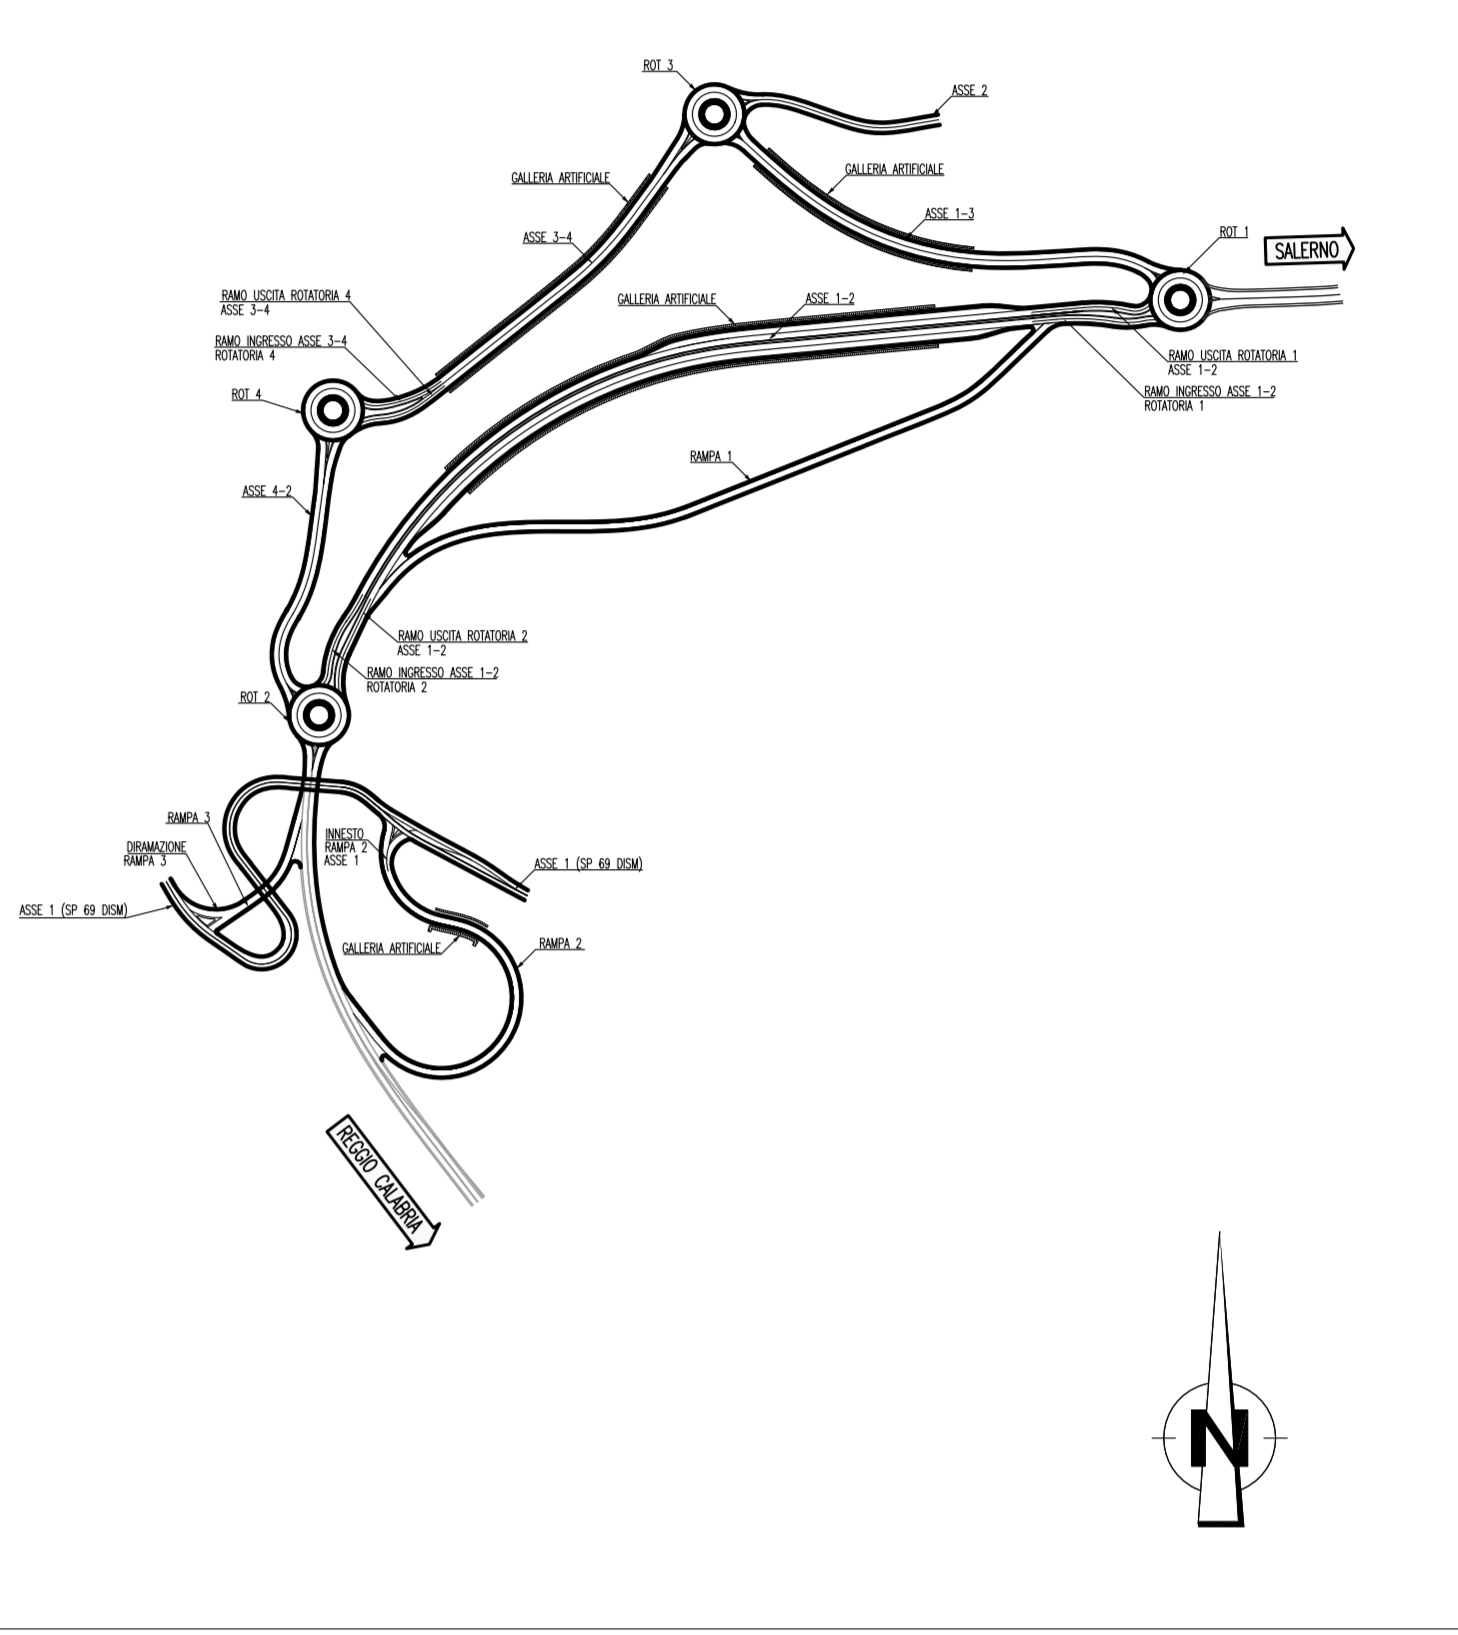 ROT 3
ASSE 2
GALLERIA ARTIFICIALE
GALLERIA ARTIFICIALE
ASSE 1-3
ROT 1
SALERNO
ASSE 3-4
RAMO USCITA ROTATORIA 4
ASSE 3-4
GALLERIA ARTIFICIALE
ASSE 1-2
RAMO INGRESSO ASSE 3-4
ROTATORIA 4
RAMO USCITA ROTATORIA 1
ASSE 1-2
ROT 4
RAMO INGRESSO ASSE 1-2
ROTATORIA 1
RAMPA 1
ASSE 4-2
RAMO USCITA ROTATORIA 2
ASSE 1-2
RAMO INGRESSO ASSE 1-2
ROTATORIA 2
ROT 2
RAMPA 3
INNESTO
RAMPA 2
ASSE 1
DIRAMAZIONE
RAMPA 3
ASSE 1 (SP 69 DISM)
ASSE 1 (SP 69 DISM)
GALLERIA ARTIFICIALE
RAMPA 2
REGGIO CALABRIA
N